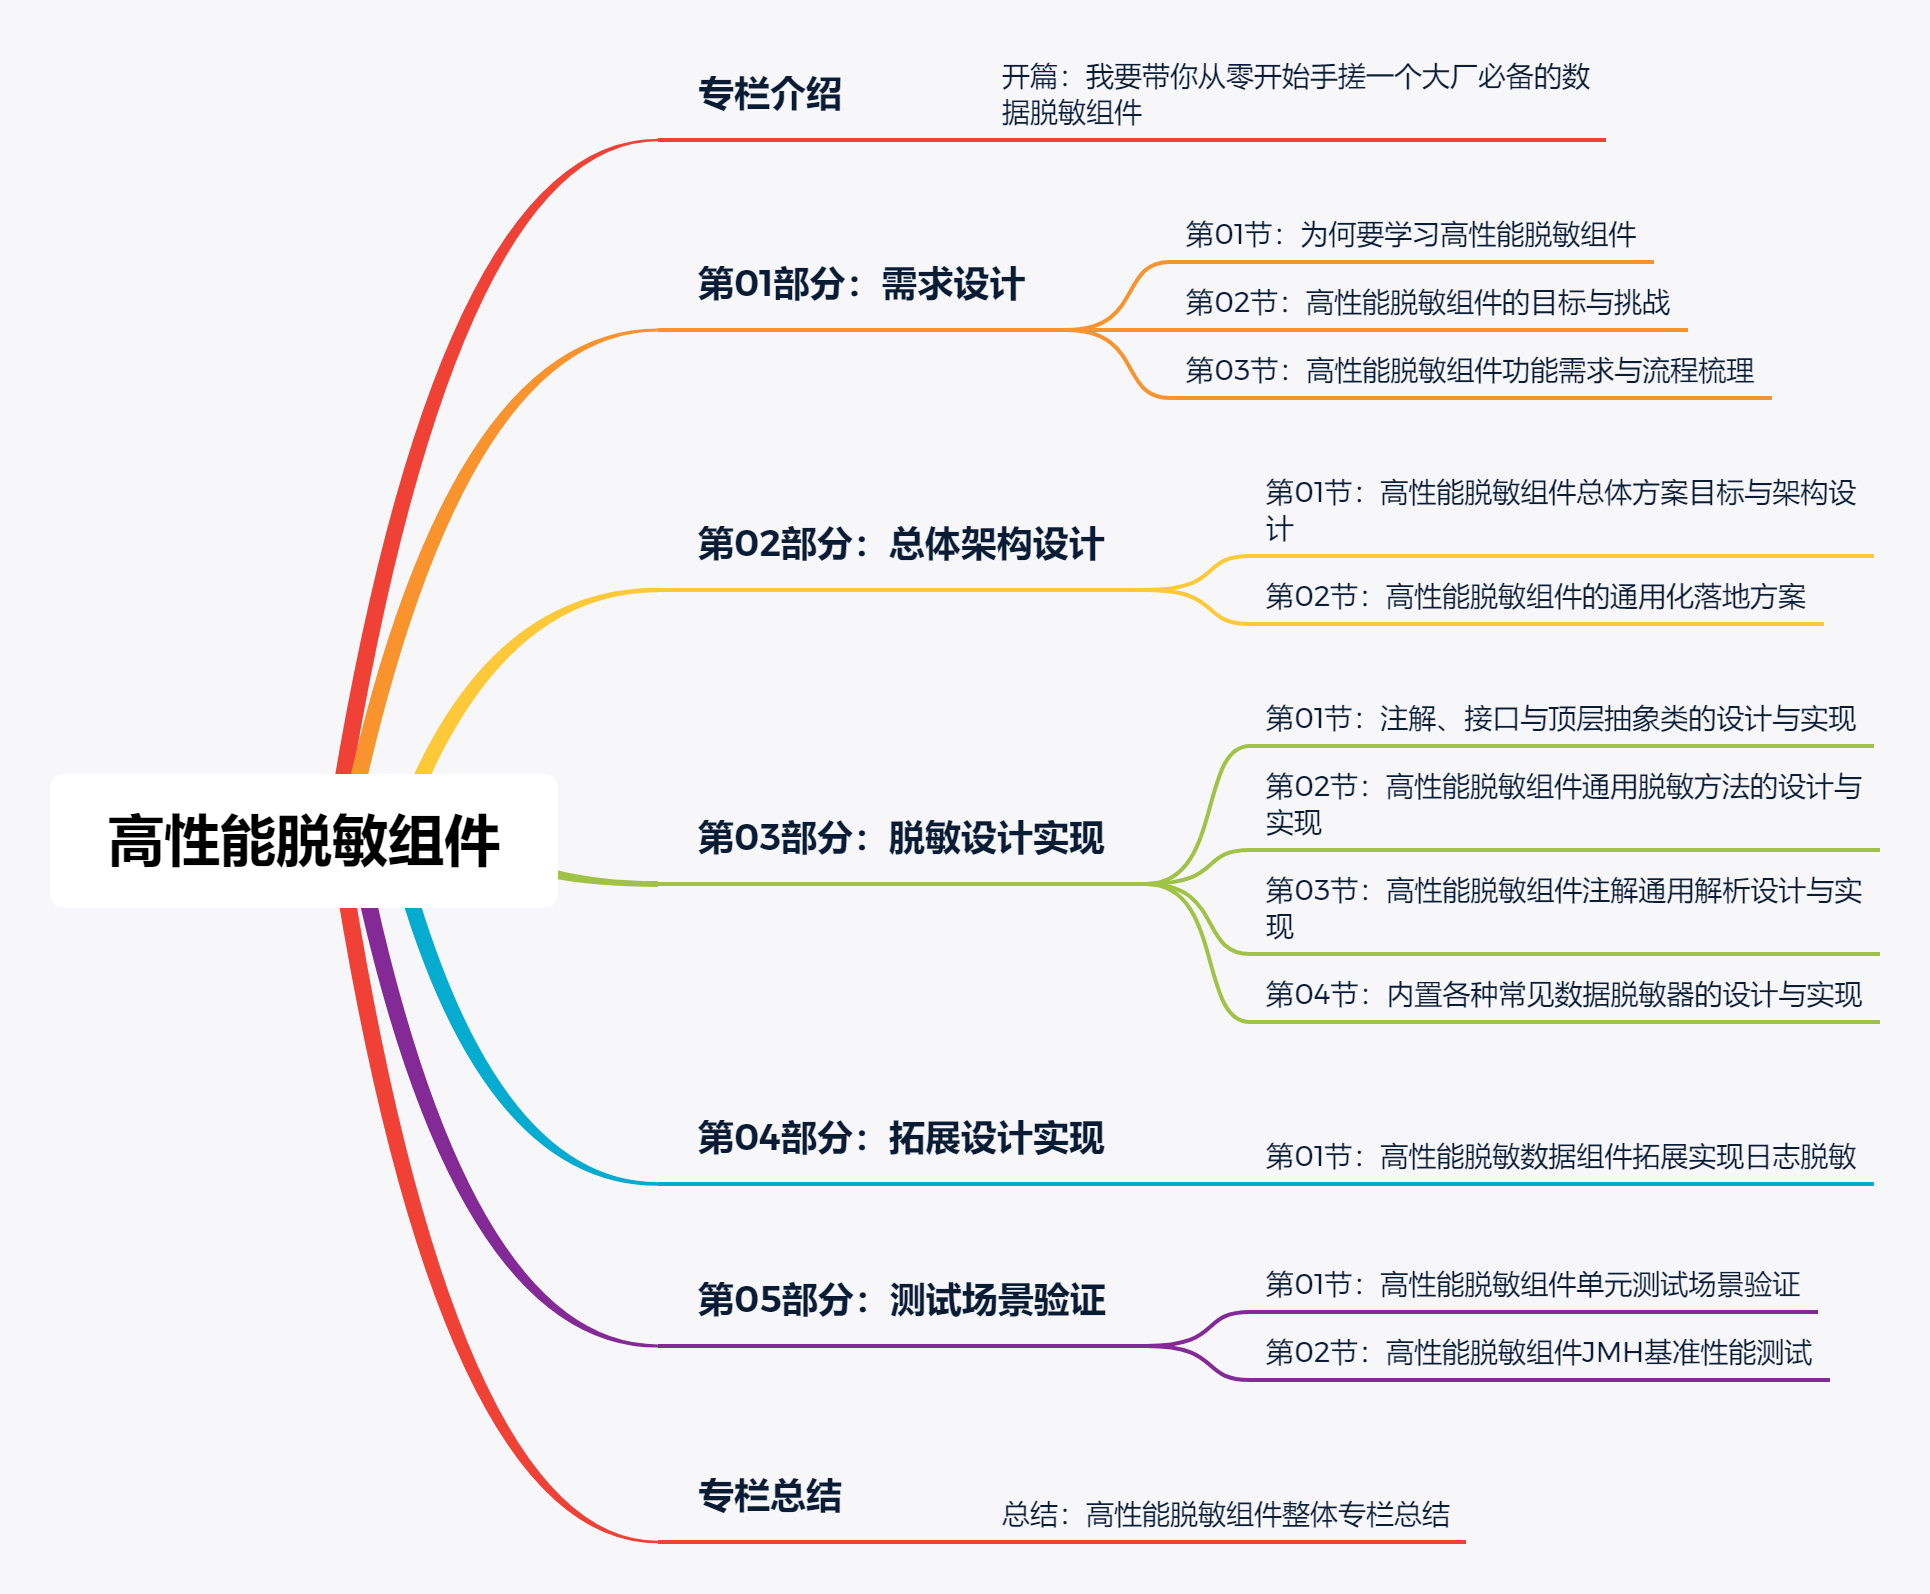 高性能脱敏组件
专栏介绍
开篇：我要带你从零开始手搓一个大厂必备的数
据脱敏组件
第01部分：需求设计
第01节：为何要学习高性能脱敏组件
第02节：高性能脱敏组件的目标与挑战
第03节：高性能脱敏组件功能需求与流程梳理
第02部分：总体架构设计
第01节：高性能脱敏组件总体方案目标与架构设
计
第02节：高性能脱敏组件的通用化落地方案
第03部分：脱敏设计实现
第01节：注解、接口与顶层抽象类的设计与实现
第02节：高性能脱敏组件通用脱敏方法的设计与
实现
第03节：高性能脱敏组件注解通用解析设计与实
现
第04节：内置各种常见数据脱敏器的设计与实现
第04部分：拓展设计实现
第01节：高性能脱敏数据组件拓展实现日志脱敏
第05部分：测试场景验证
第01节：高性能脱敏组件单元测试场景验证
第02节：高性能脱敏组件JMH基准性能测试
专栏总结
总结：高性能脱敏组件整体专栏总结